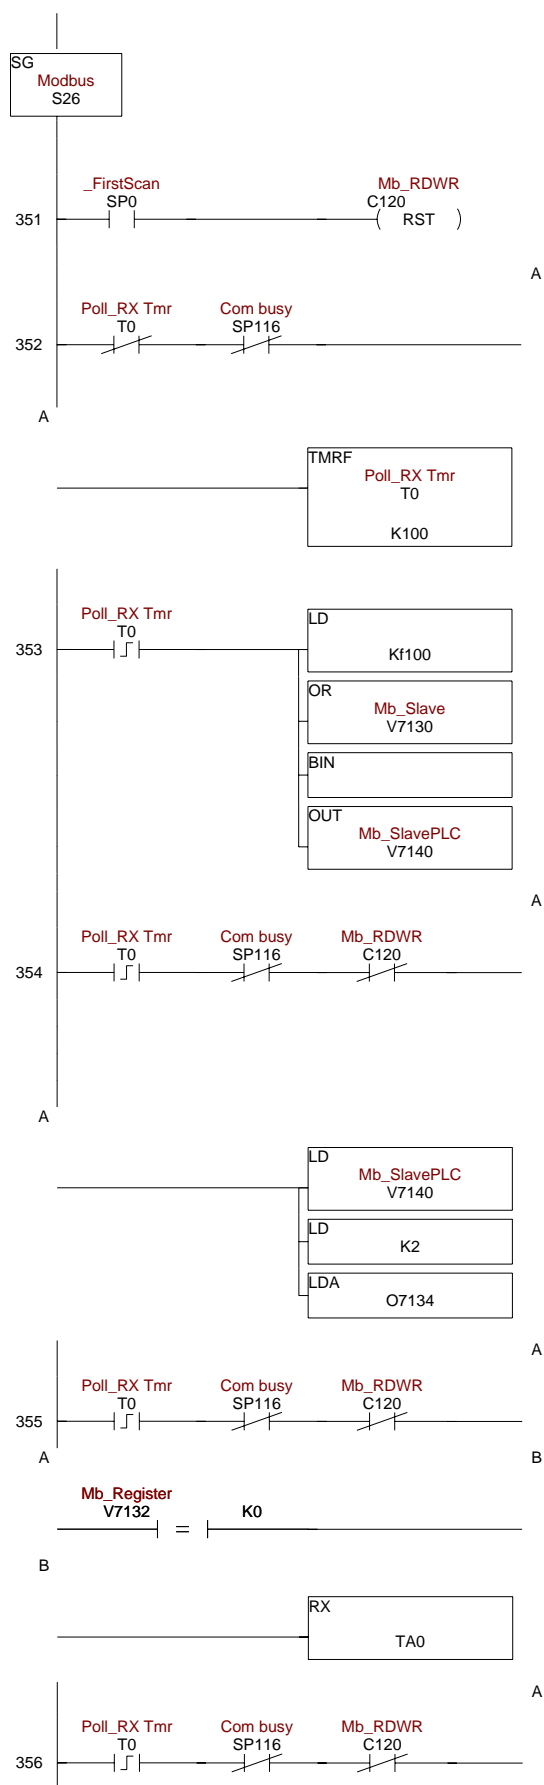 SG
Modbus
S26
_FirstScan Mb_RDWR
SP0 C120
351 RST
A
Poll_RX Tmr Com busy
T0 SP116
352
A
TMRF
Poll_RX Tmr
T0
K100
Poll_RX Tmr
T0
353
LD
Kf100
OR
Mb_Slave
V7130
BIN
OUT
Mb_SlavePLC
V7140
A
Poll_RX Tmr Com busy Mb_RDWR
T0 SP116 C120
354
A
LD
Mb_SlavePLC
V7140
LD
K2
LDA
O7134
A
Poll_RX Tmr Com busy Mb_RDWR
T0 SP116 C120
355
A B
Mb_Register
V7132 = K0
B
RX
TA0
A
Poll_RX Tmr Com busy Mb_RDWR
T0 SP116 C120
356